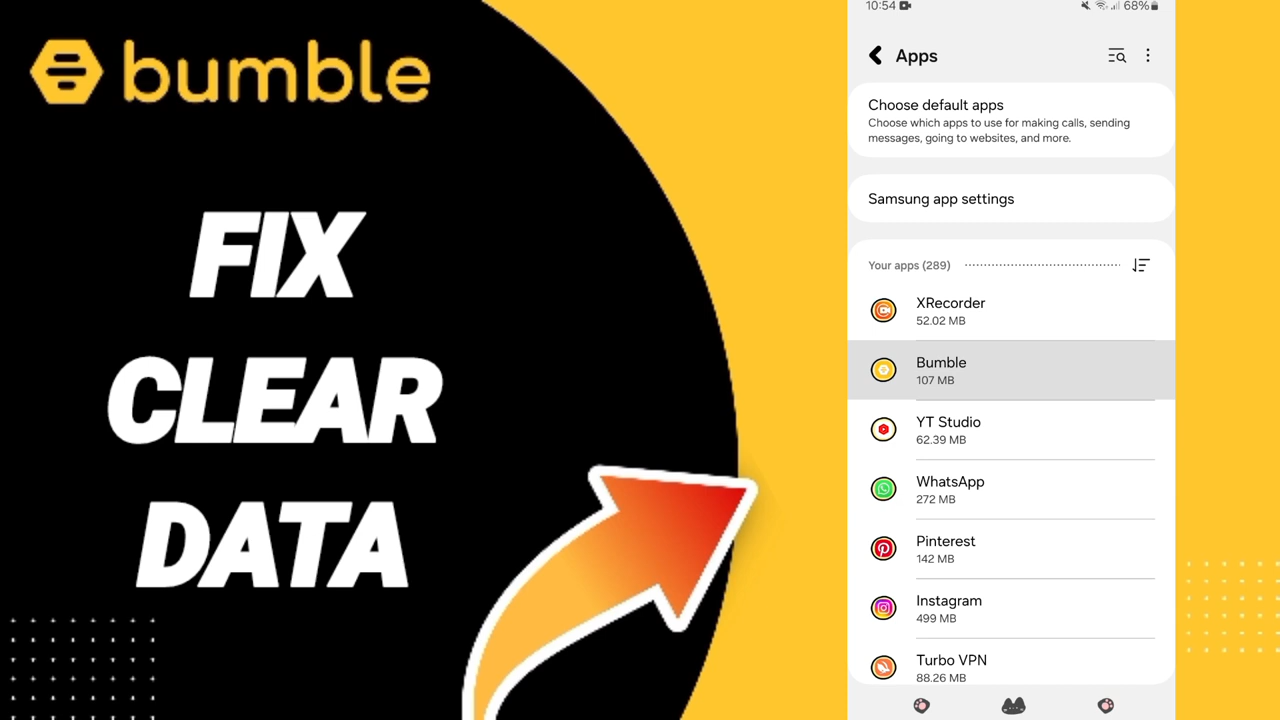 bumble
FIX
CLEAR
DATA
10:54 68%
Apps
Choose default apps
Choose which apps to use for making calls, sending
messages, going to websites, and more.
Samsung app settings
Your apps (289)
XRecorder
52.02 MB
Bumble
107 MB
YT Studio
62.39 MB
WhatsApp
272 MB
Pinterest
142 MB
Instagram
499 MB
Turbo VPN
88.26 MB